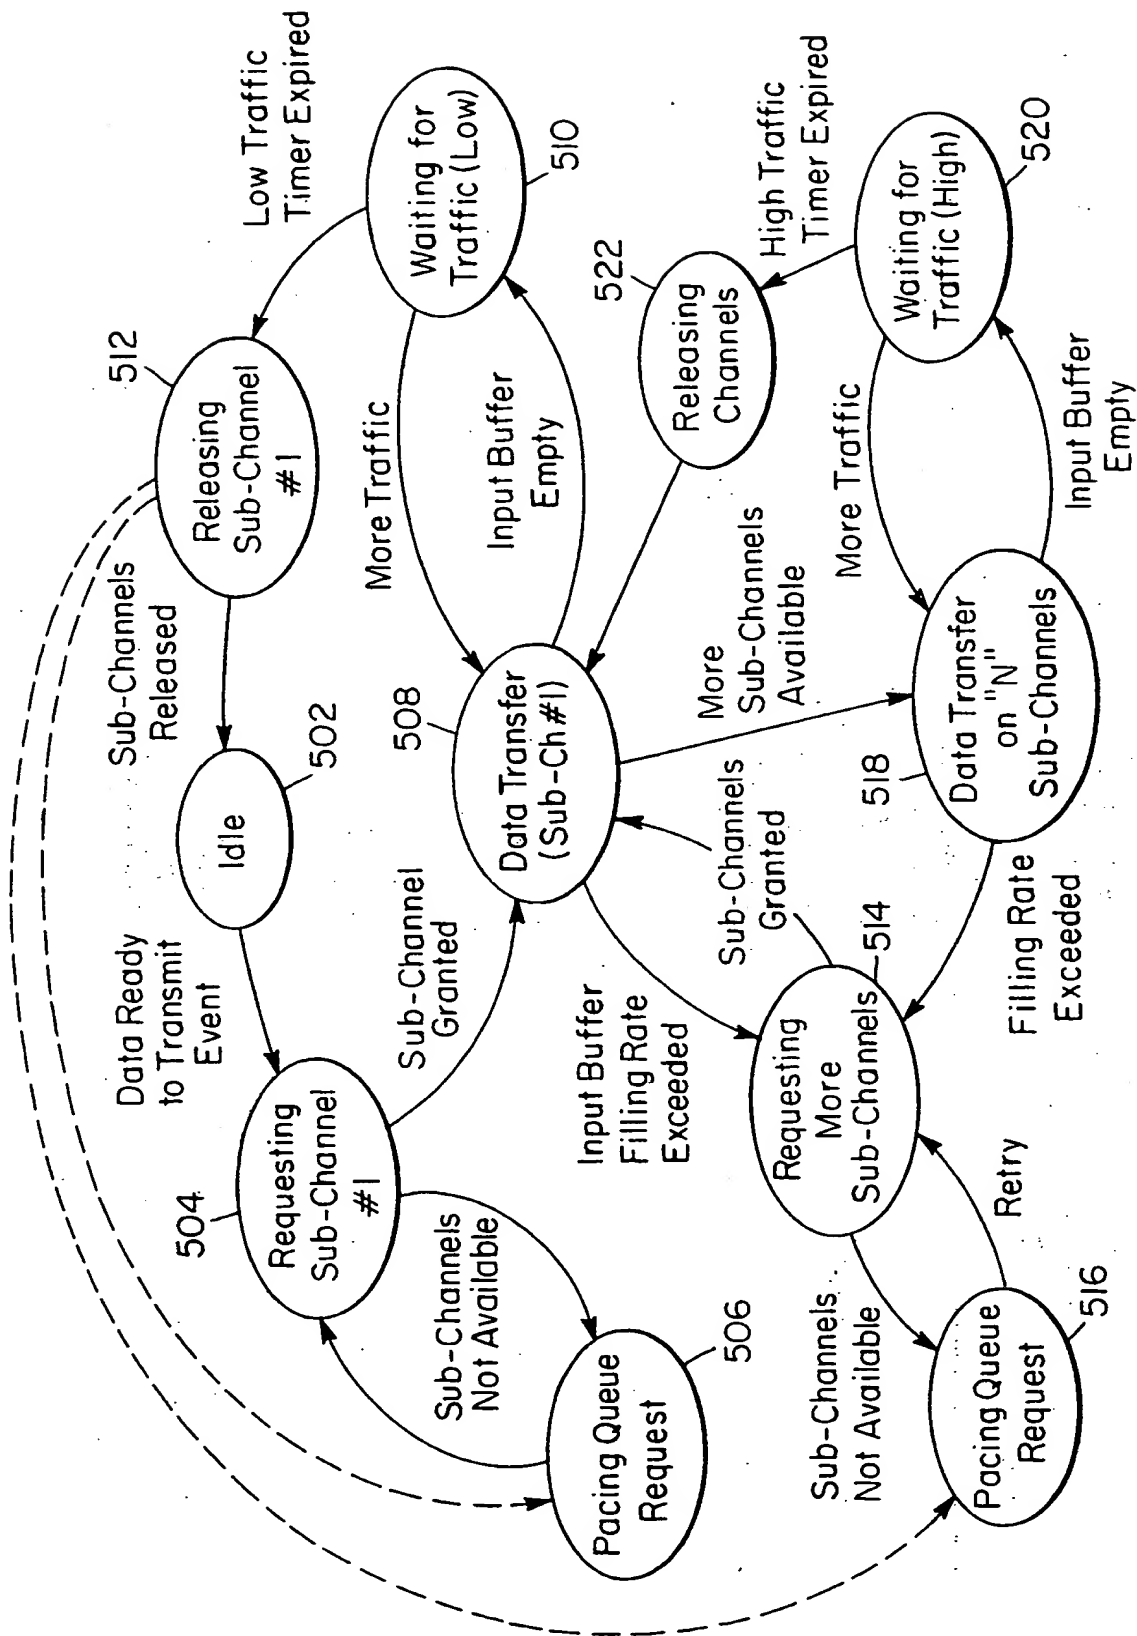 Data Ready
to Transmit
Event
Sub-Channels
Released
512
Low Traffic
Timer Expired
504
Requesting
Sub-Channel
#1
Idle
502
Releasing
Sub-Channel
#1
Sub-Channels
Not Available
Sub-Channel
Granted
508
More Traffic
Waiting for
Traffic (Low)
510
Pacing Queue
Request
506
Data Transfer
(Sub-Ch #1)
Input Buffer
Empty
Input Buffer
Filling Rate
Exceeded
Sub-Channels
Granted
More
Sub-Channels
Available
522
Releasing
Channels
High Traffic
Timer Expired
Sub-Channels
Not Available
Requesting
More
Sub-Channels
514
518
More Traffic
Waiting for
Traffic (High)
520
Pacing Queue
Request
516
Retry
Filling Rate
Exceeded
Data Transfer
on "N"
Sub-Channels
Input Buffer
Empty